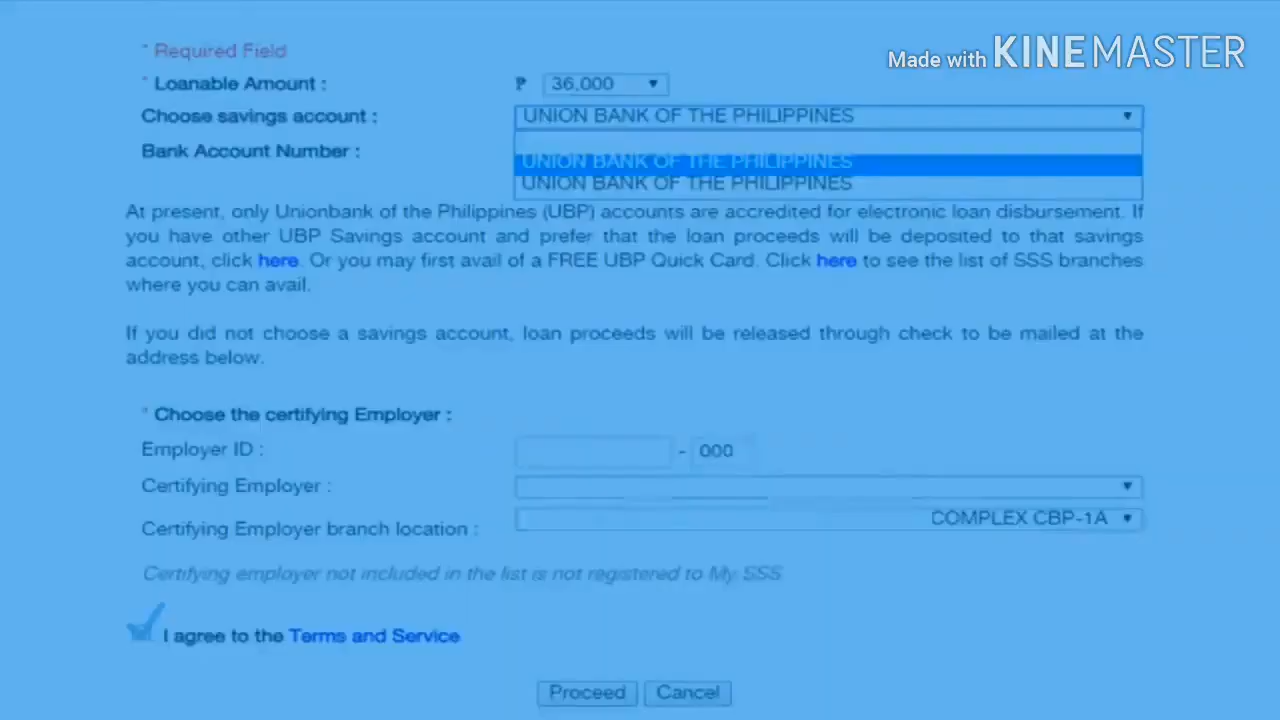 Made with KINEMASTER
* Required Field
* Loanable Amount : ₱ 36,000
Choose savings account : UNION BANK OF THE PHILIPPINES
UNION BANK OF THE PHILIPPINES
Bank Account Number :
UNION BANK OF THE PHILIPPINES
At present, only Unionbank of the Philippines (UBP) accounts are accredited for electronic loan disbursement. If
you have other UBP Savings account and prefer that the loan proceeds will be deposited to that savings
account, click here. Or you may first avail of a FREE UBP Quick Card. Click here to see the list of SSS branches
where you can avail.
If you did not choose a savings account, loan proceeds will be released through check to be mailed at the
address below.
* Choose the certifying Employer :
Employer ID : - 000
Certifying Employer :
Certifying Employer branch location : COMPLEX CBP-1A
Certifying employer not included in the list is not registered to My SSS
I agree to the Terms and Service
Proceed Cancel